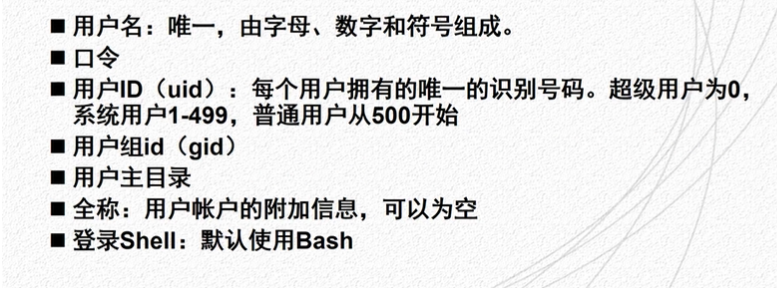 ■ 用户名：唯一，由字母、数字和符号组成。
■ 口令
■ 用户ID（uid）：每个用户拥有的唯一的识别号码。超级用户为0，
系统用户1-499，普通用户从500开始
■ 用户组id（gid）
■ 用户主目录
■ 全称：用户帐户的附加信息，可以为空
■ 登录Shell：默认使用Bash